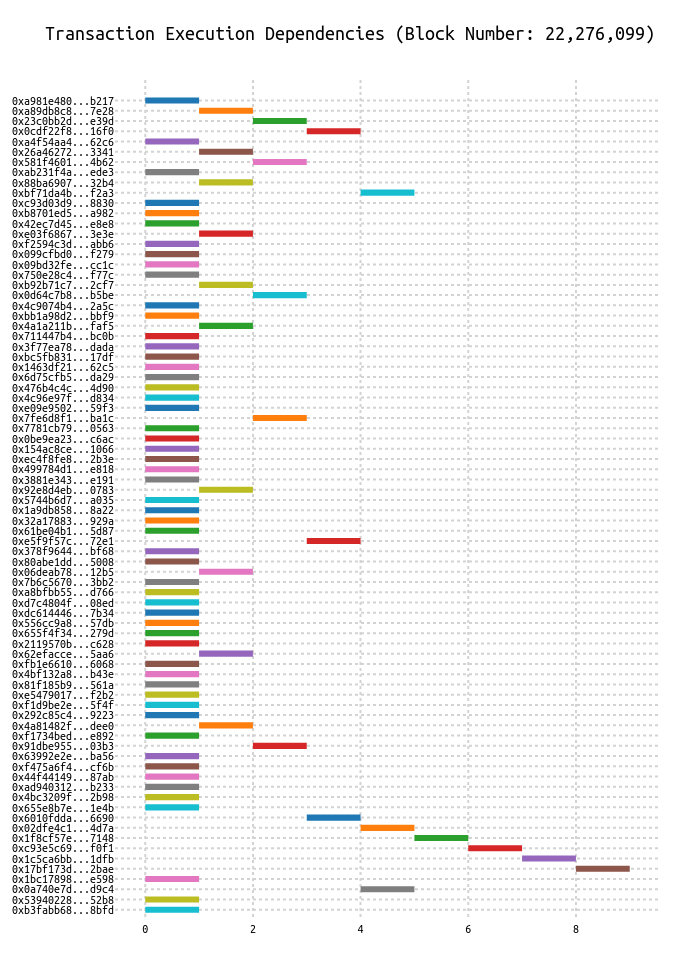 Transaction Execution Dependencies (Block Number: 22,276,099)
0xa981e480...b217
0xa89db8c8...7e28
0x23c0bb2d...e39d
0x0cdf22f8...16f0
0xa4f54aa4...62c6
0x26a46272...3341
0x581f4601...4b62
0xab231f4a...ede3
0x88ba6907...32b4
0xbf71da4b...f2a3
0xc93d03d9...8830
0xb8701ed5...a982
0x42ec7d45...e8e8
0xe03f6867...3e3e
0xf2594c3d...abb6
0x099cfbd0...f279
0x09bd32fe...cc1c
0x750e28c4...f77c
0xb92b71c7...2cf7
0x0d64c7b8...b5be
0x4c9074b4...2a5c
0xbb1a98d2...bbf9
0x4a1a211b...faf5
0x711447b4...bc0b
0x3f77ea78...dada
0xbc5fb831...17df
0x1463df21...62c5
0x6d75cfb5...da29
0x476b4c4c...4d90
0x4c96e97f...d834
0xe09e9502...59f3
0x7fe6d8f1...ba1c
0x7781cb79...0563
0x0be9ea23...c6ac
0x154ac8ce...1066
0xec4f8fe8...2b3e
0x499784d1...e818
0x3881e343...e191
0x92e8d4eb...0783
0x5744b6d7...a035
0x1a9db858...8a22
0x32a17883...929a
0x61be04b1...5d87
0xe5f9f57c...72e1
0x378f9644...bf68
0x80abe1dd...5008
0x06deab78...12b5
0x7b6c5670...3bb2
0xa8bfbb55...d766
0xd7c4804f...08ed
0xdc614446...7b34
0x556cc9a8...57db
0x655f4f34...279d
0x2119570b...c628
0x62efacce...5aa6
0xfb1e6610...6068
0x4bf132a8...b43e
0x81f185b9...561a
0xe5479017...f2b2
0xf1d9be2e...5f4f
0x292c85c4...9223
0x4a81482f...dee0
0xf1734bed...e892
0x91dbe955...03b3
0x63992e2e...ba56
0xf475a6f4...cf6b
0x44f44149...87ab
0xad940312...b233
0x4bc3209f...2b98
0x655e8b7e...1e4b
0x6010fdda...6690
0x02dfe4c1...4d7a
0x1f8cf57e...7148
0xc93e5c69...f0f1
0x1c5ca6bb...1dfb
0x17bf173d...2bae
0x1bc17898...e598
0x0a740e7d...d9c4
0x53940228...52b8
0xb3fabb68...8bfd
0 2 4 6 8